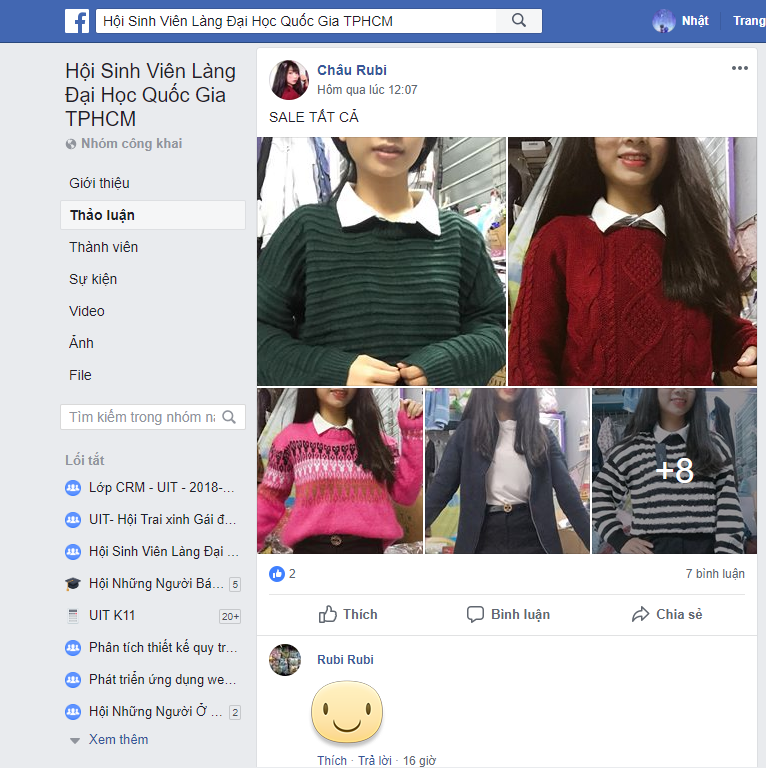 Hội Sinh Viên Làng Đại Học Quốc Gia TPHCM
Nhật
Trang
Hội Sinh Viên Làng
Đại Học Quốc Gia
TPHCM
Nhóm công khai
Giới thiệu
Thảo luận
Thành viên
Sự kiện
Video
Ảnh
File
Tìm kiếm trong nhóm nà
Lối tắt
Lớp CRM - UIT - 2018-...
UIT- Hội Trai xinh Gái đ...
Hội Sinh Viên Làng Đại ...
Hội Những Người Bá... 5
UIT K11 20+
Phân tích thiết kế quy tr...
Phát triển ứng dụng we...
Hội Những Người Ở ... 2
Xem thêm
Châu Rubi
Hôm qua lúc 12:07
SALE TẤT CẢ
+8
2
7 bình luận
Thích
Bình luận
Chia sẻ
Rubi Rubi
Thích · Trả lời · 16 giờ